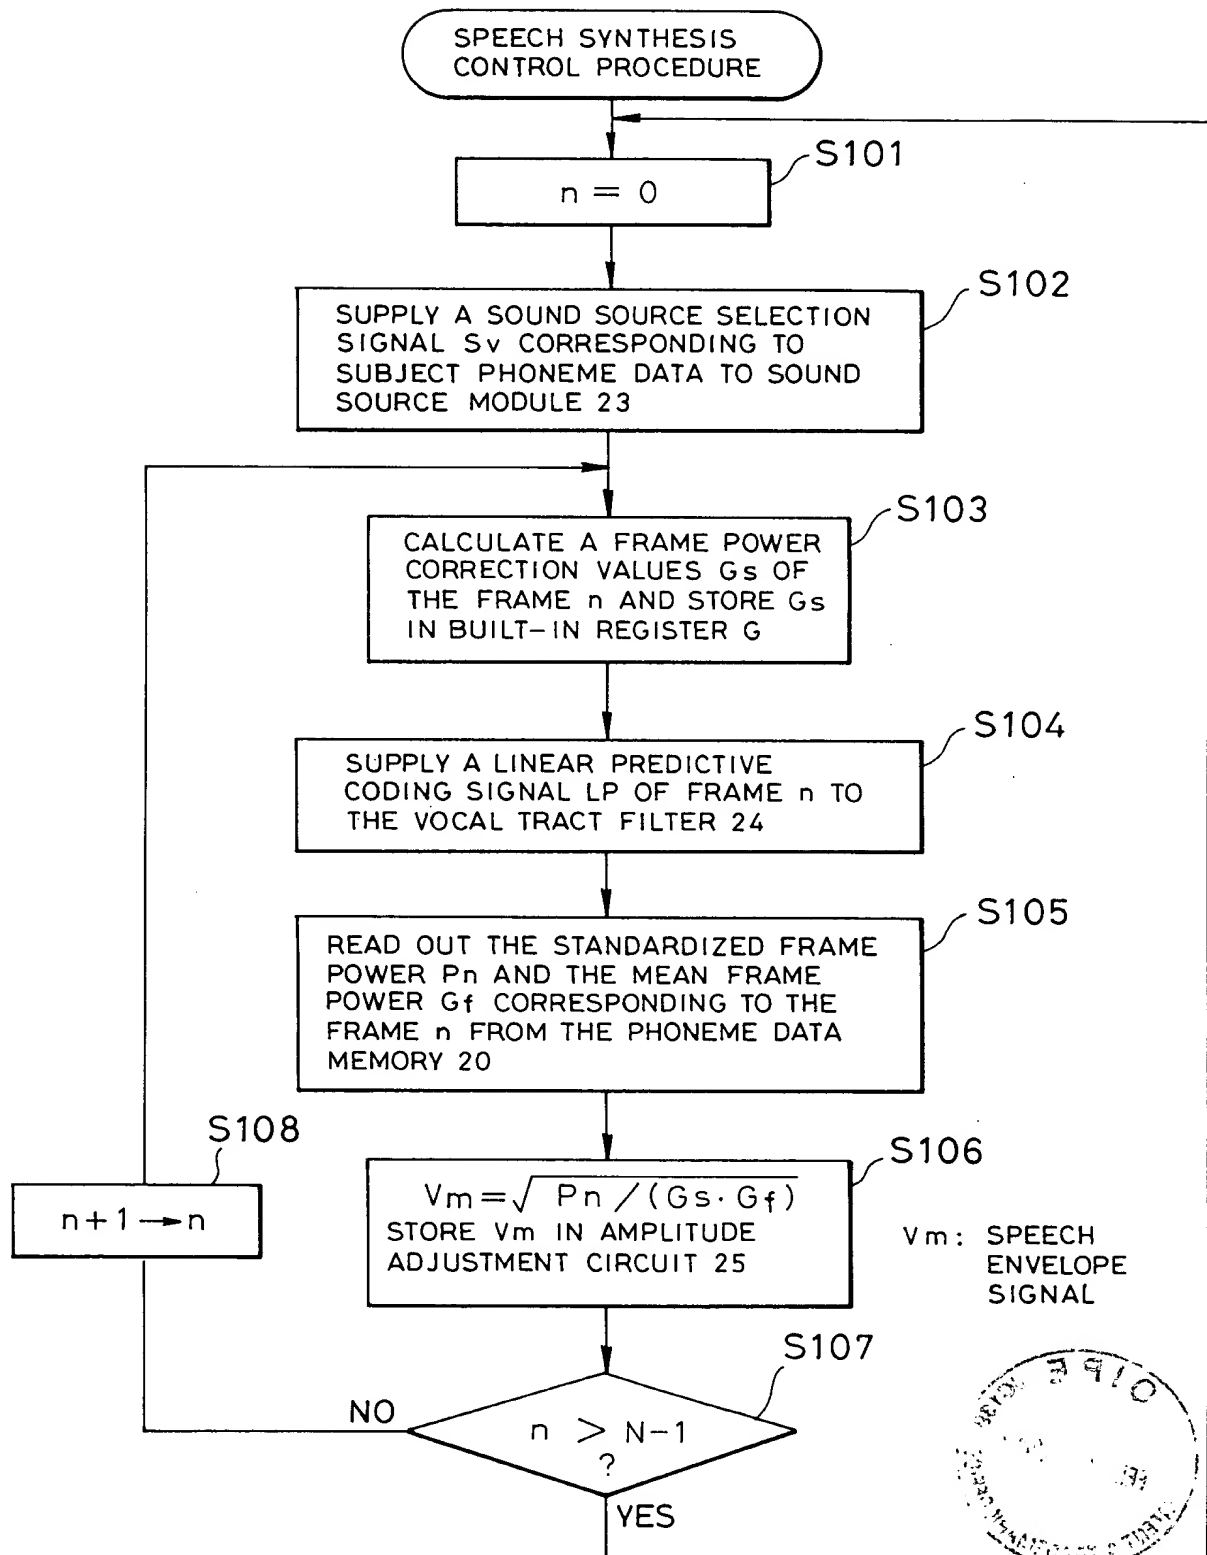 SPEECH SYNTHESIS
CONTROL PROCEDURE
S101
n = 0
S102
SUPPLY A SOUND SOURCE SELECTION
SIGNAL Sv CORRESPONDING TO
SUBJECT PHONEME DATA TO SOUND
SOURCE MODULE 23
S103
CALCULATE A FRAME POWER
CORRECTION VALUES Gs OF
THE FRAME n AND STORE Gs
IN BUILT-IN REGISTER G
S104
SUPPLY A LINEAR PREDICTIVE
CODING SIGNAL LP OF FRAME n TO
THE VOCAL TRACT FILTER 24
S105
READ OUT THE STANDARDIZED FRAME
POWER Pn AND THE MEAN FRAME
POWER Gf CORRESPONDING TO THE
FRAME n FROM THE PHONEME DATA
MEMORY 20
S108
n+1→n
S106
Vm=√Pn/(Gs·Gf)
STORE Vm IN AMPLITUDE
ADJUSTMENT CIRCUIT 25
Vm: SPEECH
ENVELOPE
SIGNAL
S107
NO
n > N-1
?
YES
OIPE